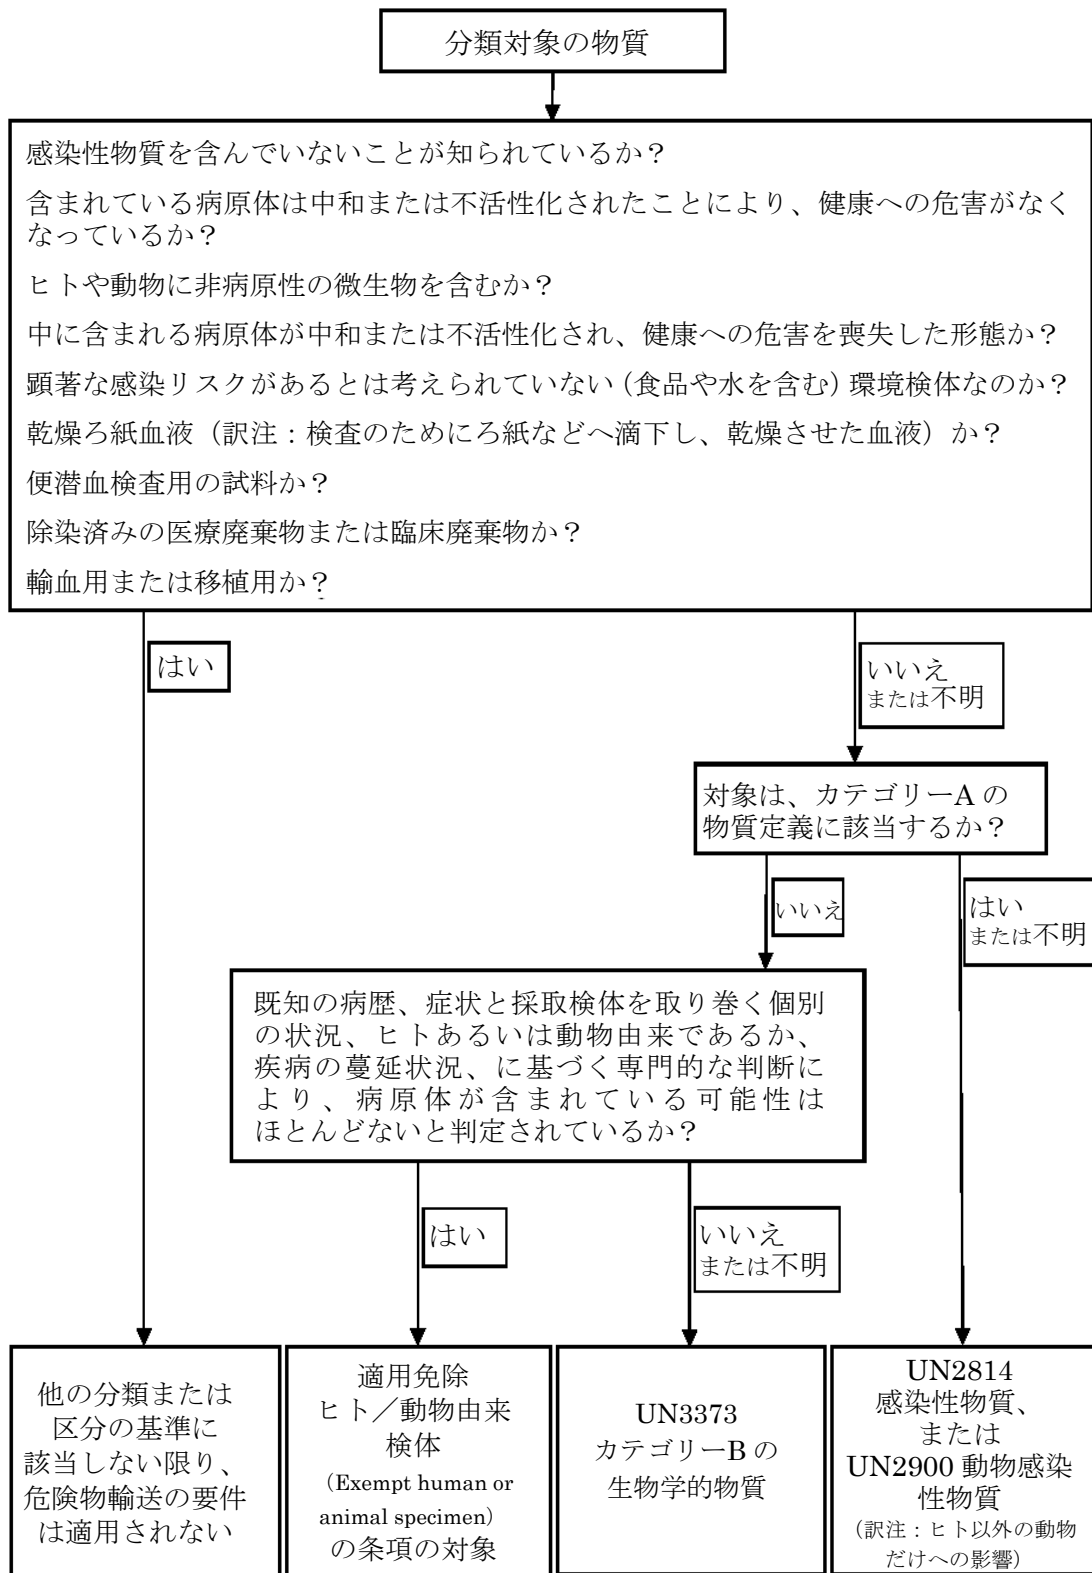 分類対象の物質
感染性物質を含んでいないことが知られているか？
含まれている病原体は中和または不活性化されたことにより、健康への危害がなく
なっているか？
ヒトや動物に非病原性の微生物を含むか？
中に含まれる病原体が中和または不活性化され、健康への危害を喪失した形態か？
顕著な感染リスクがあるとは考えられていない（食品や水を含む）環境検体なのか？
乾燥ろ紙血液（訳注：検査のためにろ紙などへ滴下し、乾燥させた血液）か？
便潜血検査用の試料か？
除染済みの医療廃棄物または臨床廃棄物か？
輸血用または移植用か？
はい
いいえ
または不明
対象は、カテゴリーA の
物質定義に該当するか？
いいえ
はい
または不明
既知の病歴、症状と採取検体を取り巻く個別
の状況、ヒトあるいは動物由来であるか、
疾病の蔓延状況、に基づく専門的な判断に
より、病原体が含まれている可能性は
ほとんどないと判定されているか？
はい
いいえ
または不明
他の分類または
区分の基準に
該当しない限り、
危険物輸送の要件
は適用されない
適用免除
ヒト／動物由来
検体
（Exempt human or
animal specimen）
の条項の対象
UN3373
カテゴリーB の
生物学的物質
UN2814
感染性物質、
または
UN2900 動物感染
性物質
（訳注：ヒト以外の動物
だけへの影響）